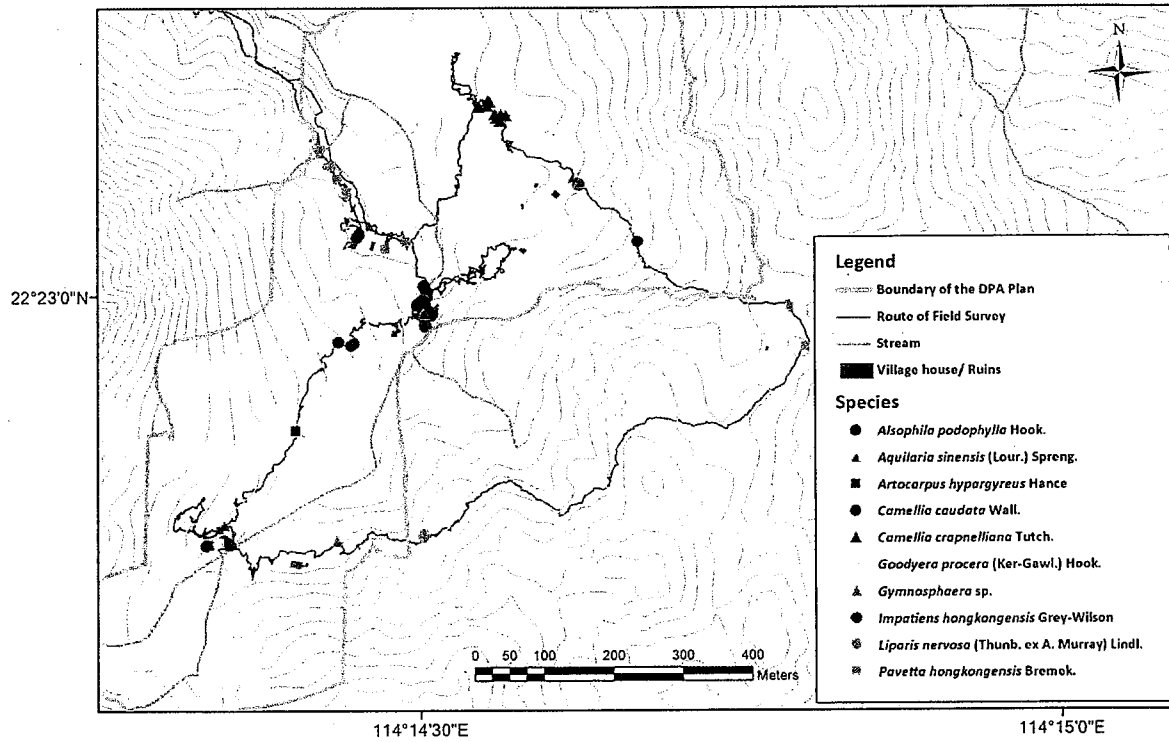 N
22°23'0"N
Legend
Boundary of the DPA Plan
Route of Field Survey
Stream
Village house/ Ruins
Species
Alsophila podophylla Hook.
Aquilaria sinensis (Lour.) Spreng.
Artocarpus hypargyreus Hance
Camellia caudata Wall.
Camellia crapnelliana Tutch.
Goodyera procera (Ker-Gawl.) Hook.
Gymnosphaera sp.
Impatiens hongkongensis Grey-Wilson
Liparis nervosa (Thunb. ex A. Murray) Lindl.
Pavetta hongkongensis Bremek.
0 50 100 200 300 400
Meters
114°14'30"E 114°15'0"E